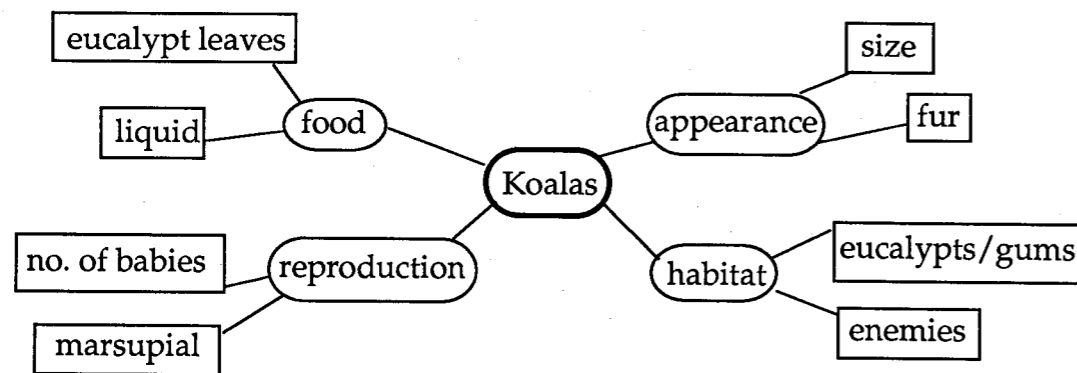 eucalypt leaves
liquid
food
size
appearance
fur
Koalas
no. of babies
reproduction
marsupial
habitat
eucalypts/gums
enemies